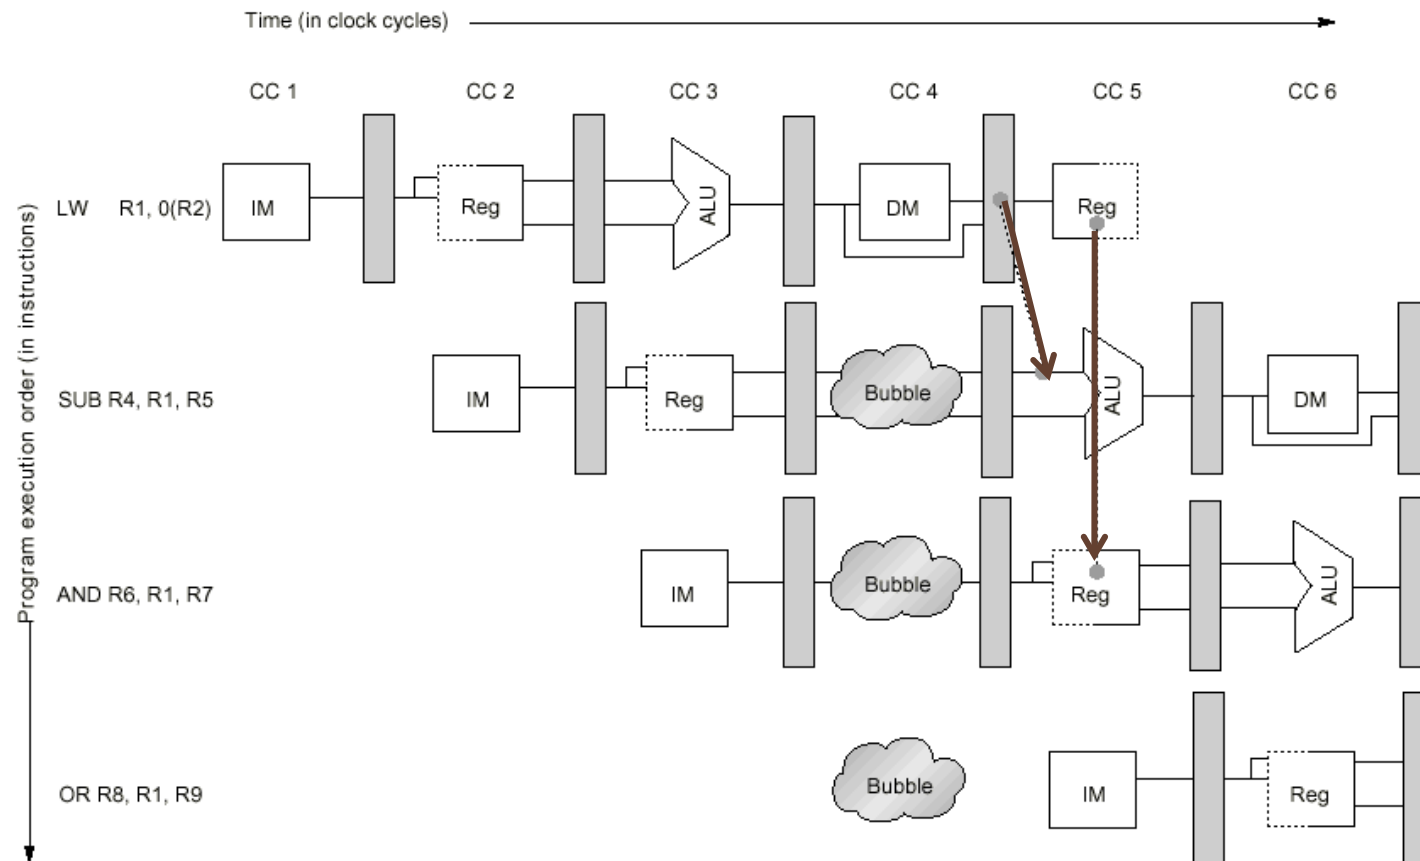 Time (in clock cycles)
CC 1 CC 2 CC 3 CC 4 CC 5 CC 6
Program execution order (in instructions)
LW R1, 0(R2) IM Reg ALU DM Reg
SUB R4, R1, R5 IM Reg Bubble ALU DM
AND R6, R1, R7 IM Bubble Reg ALU
OR R8, R1, R9 Bubble IM Reg